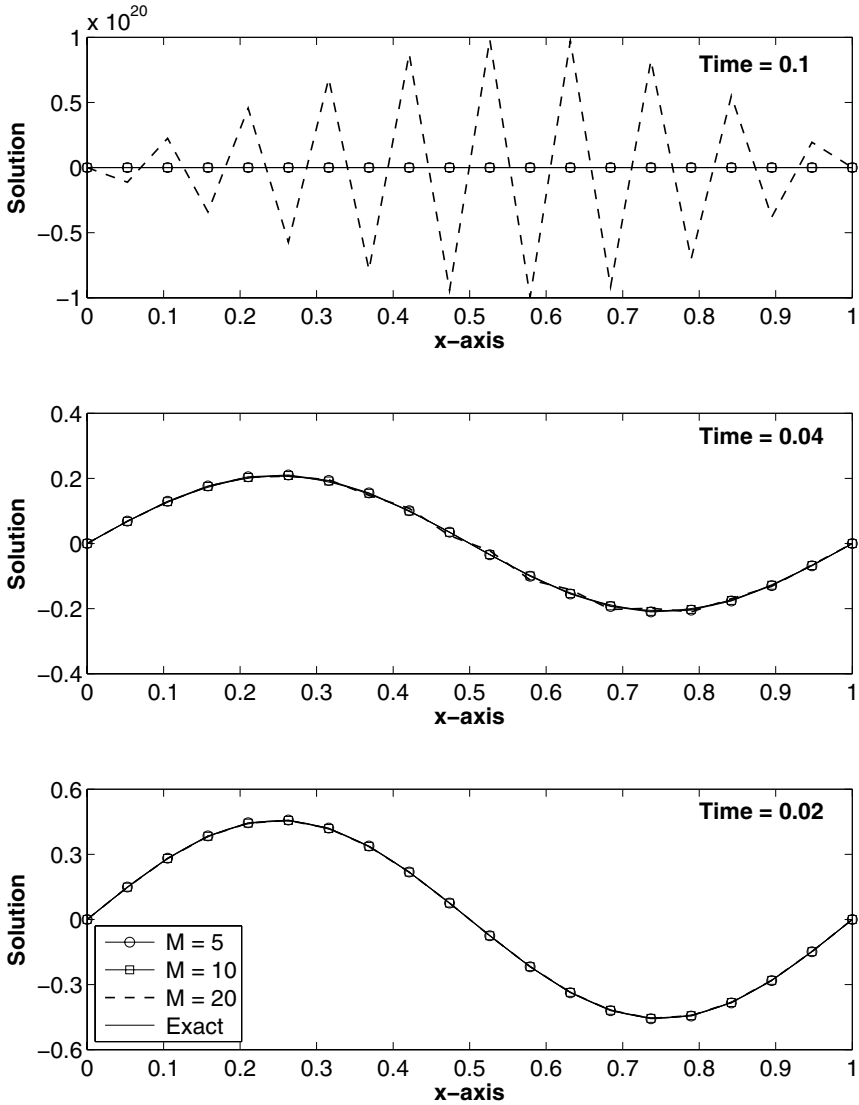 x 10^20
1
0.5
0
−0.5
−1
Solution
Time = 0.1
0 0.1 0.2 0.3 0.4 0.5 0.6 0.7 0.8 0.9 1
x−axis
0.4
0.2
0
−0.2
−0.4
Solution
Time = 0.04
0 0.1 0.2 0.3 0.4 0.5 0.6 0.7 0.8 0.9 1
x−axis
0.6
0.3
0
−0.3
−0.6
Solution
Time = 0.02
M = 5
M = 10
M = 20
Exact
0 0.1 0.2 0.3 0.4 0.5 0.6 0.7 0.8 0.9 1
x−axis